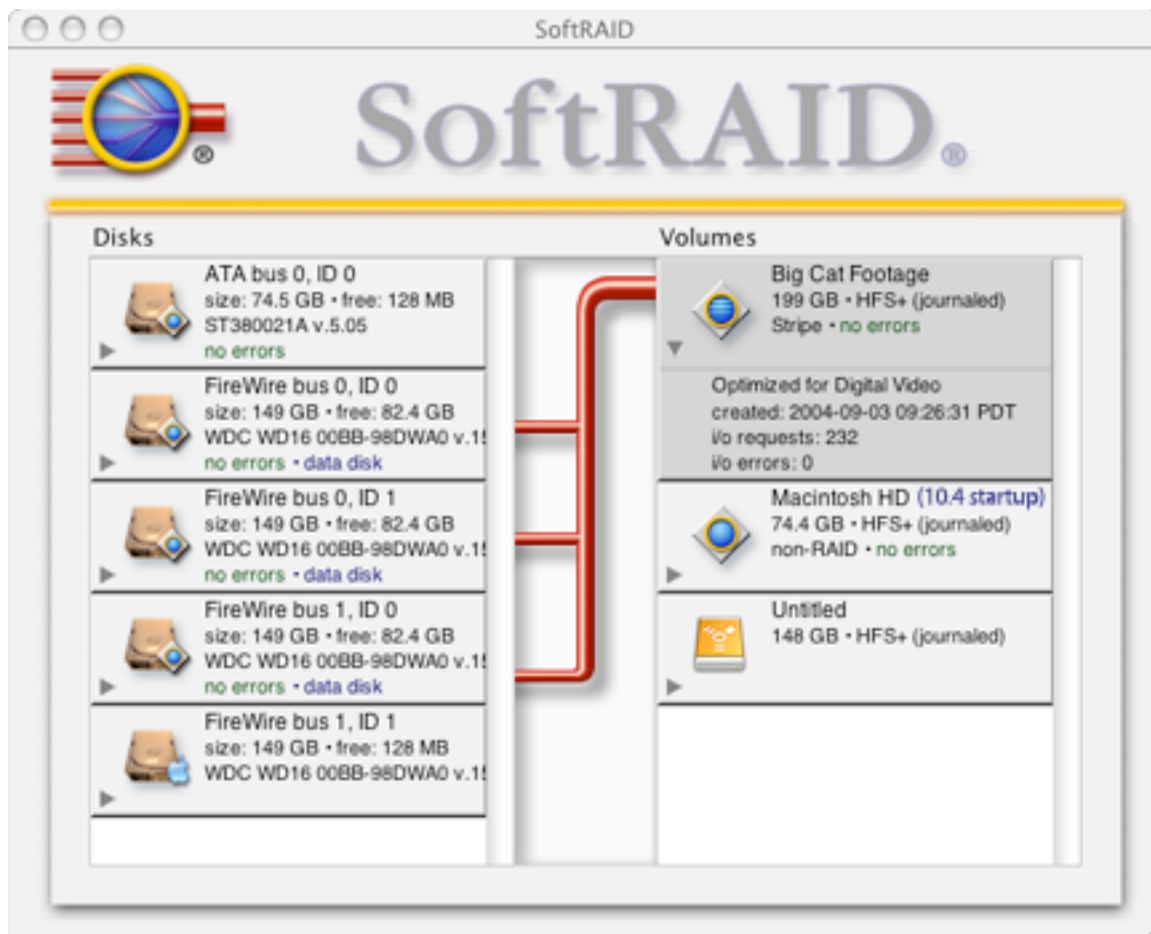 SoftRAID
®
SoftRAID®
Disks
ATA bus 0, ID 0
size: 74.5 GB • free: 128 MB
ST380021A v.5.05
no errors
FireWire bus 0, ID 0
size: 149 GB • free: 82.4 GB
WDC WD16 00BB-98DWA0 v.15
no errors • data disk
FireWire bus 0, ID 1
size: 149 GB • free: 82.4 GB
WDC WD16 00BB-98DWA0 v.15
no errors • data disk
FireWire bus 1, ID 0
size: 149 GB • free: 82.4 GB
WDC WD16 00BB-98DWA0 v.15
no errors • data disk
FireWire bus 1, ID 1
size: 149 GB • free: 128 MB
WDC WD16 00BB-98DWA0 v.15
Volumes
Big Cat Footage
199 GB • HFS+ (journaled)
Stripe • no errors
Optimized for Digital Video
created: 2004-09-03 09:26:31 PDT
i/o requests: 232
i/o errors: 0
Macintosh HD (10.4 startup)
74.4 GB • HFS+ (journaled)
non-RAID • no errors
Untitled
148 GB • HFS+ (journaled)